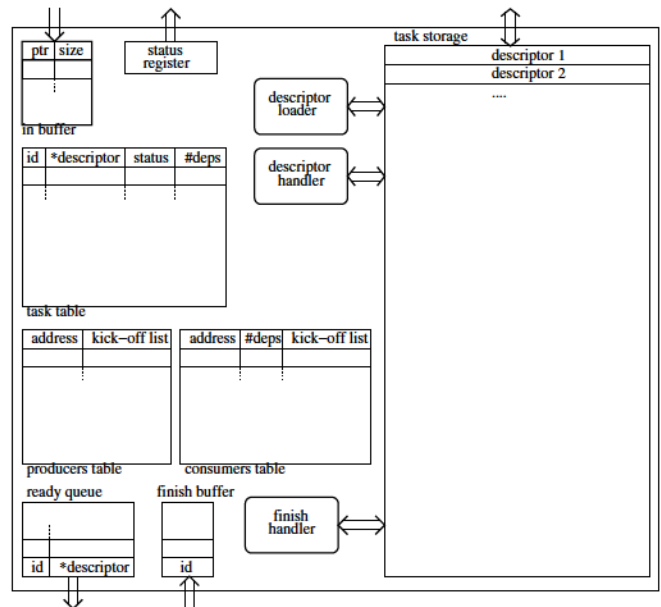 task storage
ptr size
status
register
descriptor 1
descriptor 2
....
descriptor
loader
in buffer
id *descriptor status #deps
descriptor
handler
task table
address kick–off list
address #deps kick–off list
producers table
consumers table
ready queue
finish buffer
finish
handler
id *descriptor
id